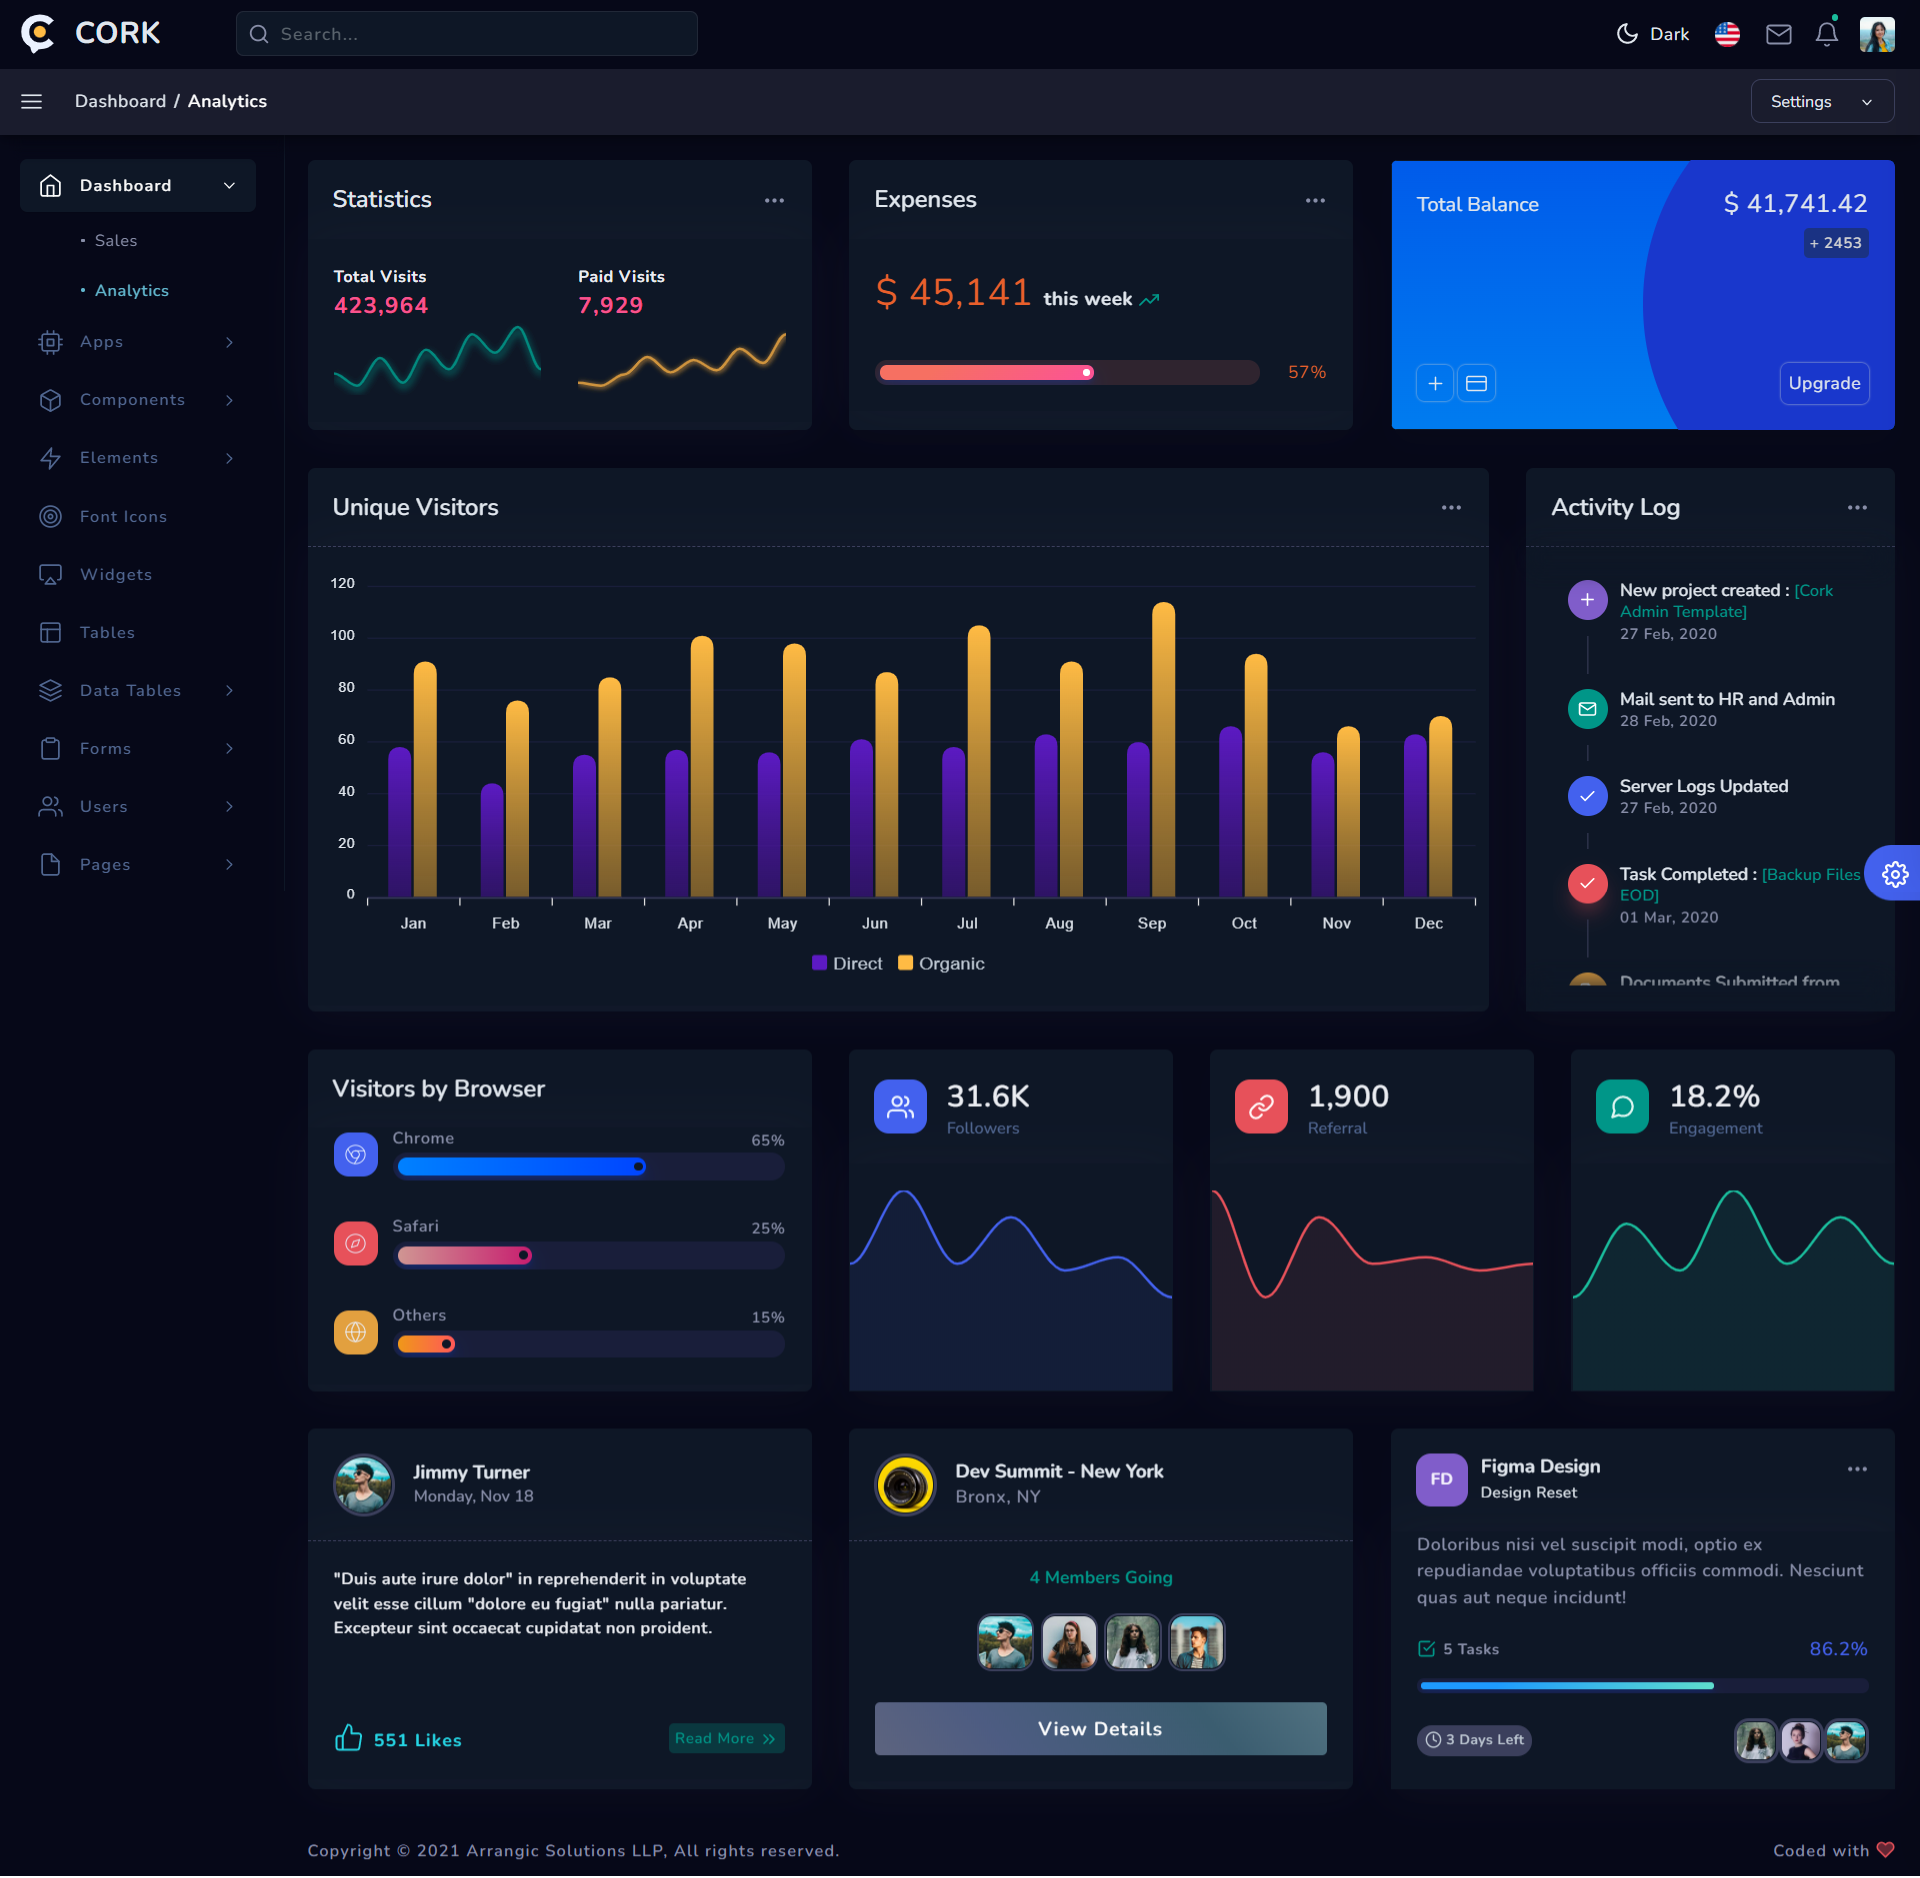 CORK
Search...
Dark
Dashboard / Analytics
Settings
Dashboard
Sales
Analytics
Apps
Components
Elements
Font Icons
Widgets
Tables
Data Tables
Forms
Users
Pages
Statistics
Total Visits
423,964
Paid Visits
7,929
Expenses
$ 45,141 this week
57%
Total Balance
$ 41,741.42
+ 2453
Upgrade
Unique Visitors
120
100
80
60
40
20
0
Jan Feb Mar Apr May Jun Jul Aug Sep Oct Nov Dec
Direct Organic
Activity Log
New project created : [Cork
Admin Template]
27 Feb, 2020
Mail sent to HR and Admin
28 Feb, 2020
Server Logs Updated
27 Feb, 2020
Task Completed : [Backup Files
EOD]
01 Mar, 2020
Documents Submitted from
Visitors by Browser
Chrome 65%
Safari 25%
Others 15%
31.6K
Followers
1,900
Referral
18.2%
Engagement
Jimmy Turner
Monday, Nov 18
"Duis aute irure dolor" in reprehenderit in voluptate
velit esse cillum "dolore eu fugiat" nulla pariatur.
Excepteur sint occaecat cupidatat non proident.
551 Likes
Read More
Dev Summit - New York
Bronx, NY
4 Members Going
View Details
FD
Figma Design
Design Reset
Doloribus nisi vel suscipit modi, optio ex
repudiandae voluptatibus officiis commodi. Nesciunt
quas aut neque incidunt!
5 Tasks 86.2%
3 Days Left
Copyright © 2021 Arrangic Solutions LLP, All rights reserved.
Coded with